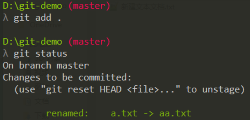 D:\git-demo (master)
λ git add .
D:\git-demo (master)
λ git status
On branch master
Changes to be committed:
(use "git reset HEAD <file>..." to unstage)
renamed: a.txt -> aa.txt